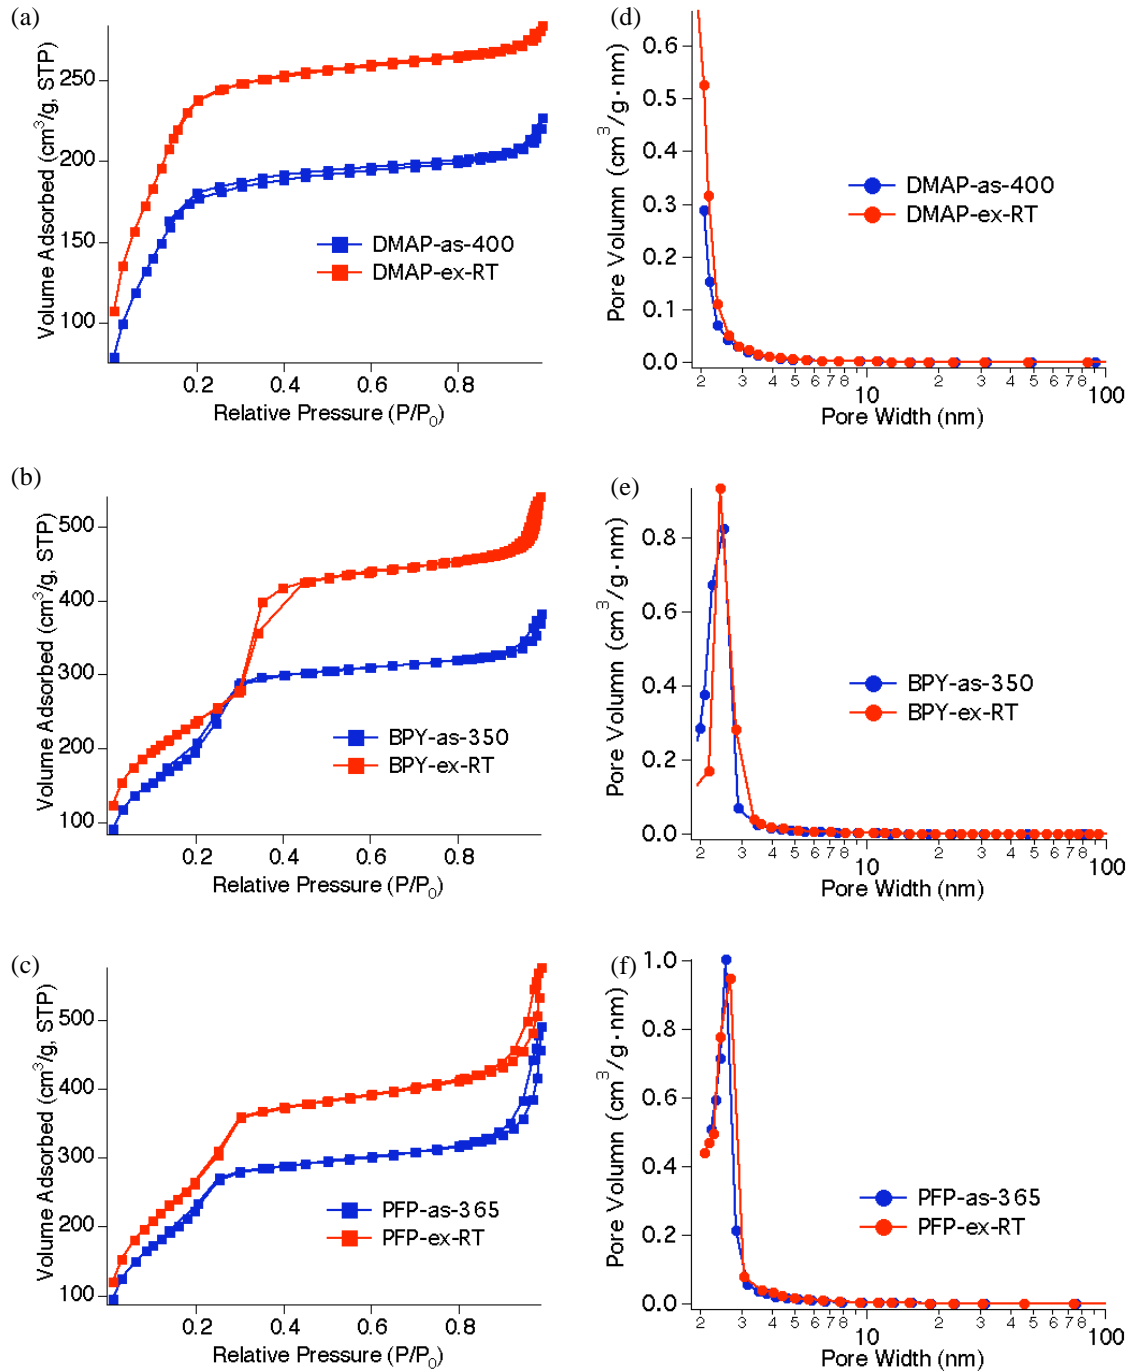 (a)
Volume Adsorbed (cm³/g, STP)
250
200
150
100
DMAP-as-400
DMAP-ex-RT
0.2
0.4
0.6
0.8
Relative Pressure (P/P₀)
(d)
Pore Volumn (cm³/g·nm)
0.6
0.5
0.4
0.3
0.2
0.1
0.0
DMAP-as-400
DMAP-ex-RT
2 3 4 5 6 7 8 10 2 3 4 5 6 7 8 100
Pore Width (nm)
(b)
Volume Adsorbed (cm³/g, STP)
500
400
300
200
100
BPY-as-350
BPY-ex-RT
0.2
0.4
0.6
0.8
Relative Pressure (P/P₀)
(e)
Pore Volumn (cm³/g·nm)
0.8
0.6
0.4
0.2
0.0
BPY-as-350
BPY-ex-RT
2 3 4 5 6 7 8 10 2 3 4 5 6 7 8 100
Pore Width (nm)
(c)
Volume Adsorbed (cm³/g, STP)
500
400
300
200
100
PFP-as-365
PFP-ex-RT
0.2
0.4
0.6
0.8
Relative Pressure (P/P₀)
(f)
Pore Volumn (cm³/g·nm)
1.0
0.8
0.6
0.4
0.2
0.0
PFP-as-365
PFP-ex-RT
2 3 4 5 6 7 8 10 2 3 4 5 6 7 8 100
Pore Width (nm)